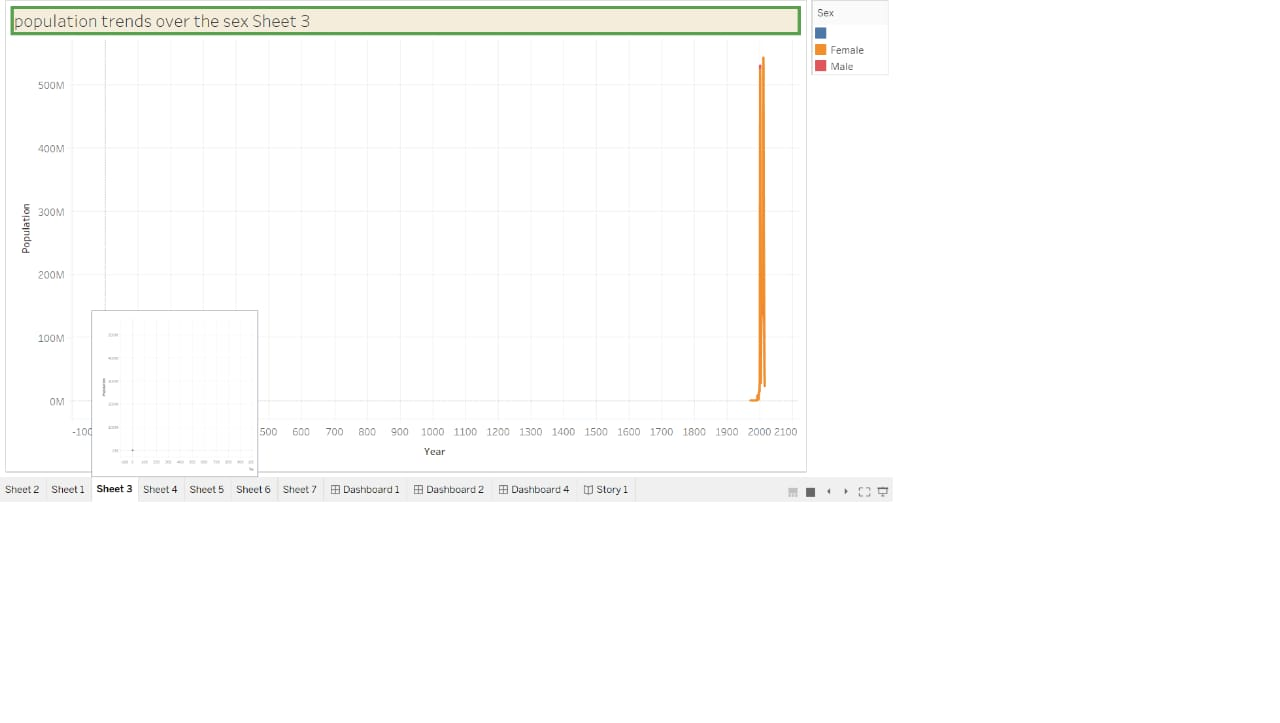 population trends over the sex Sheet 3
Sex
Female
Male
500M
400M
300M
200M
100M
0M
Population
-100 500 600 700 800 900 1000 1100 1200 1300 1400 1500 1600 1700 1800 1900 2000 2100
Year
Sheet 2 Sheet 1 Sheet 3 Sheet 4 Sheet 5 Sheet 6 Sheet 7 Dashboard 1 Dashboard 2 Dashboard 4 Story 1